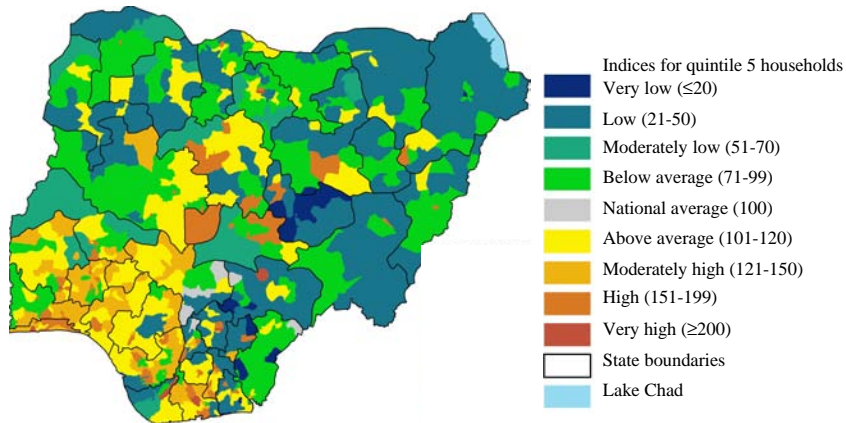 Indices for quintile 5 households
Very low (≤20)
Low (21-50)
Moderately low (51-70)
Below average (71-99)
National average (100)
Above average (101-120)
Moderately high (121-150)
High (151-199)
Very high (≥200)
State boundaries
Lake Chad